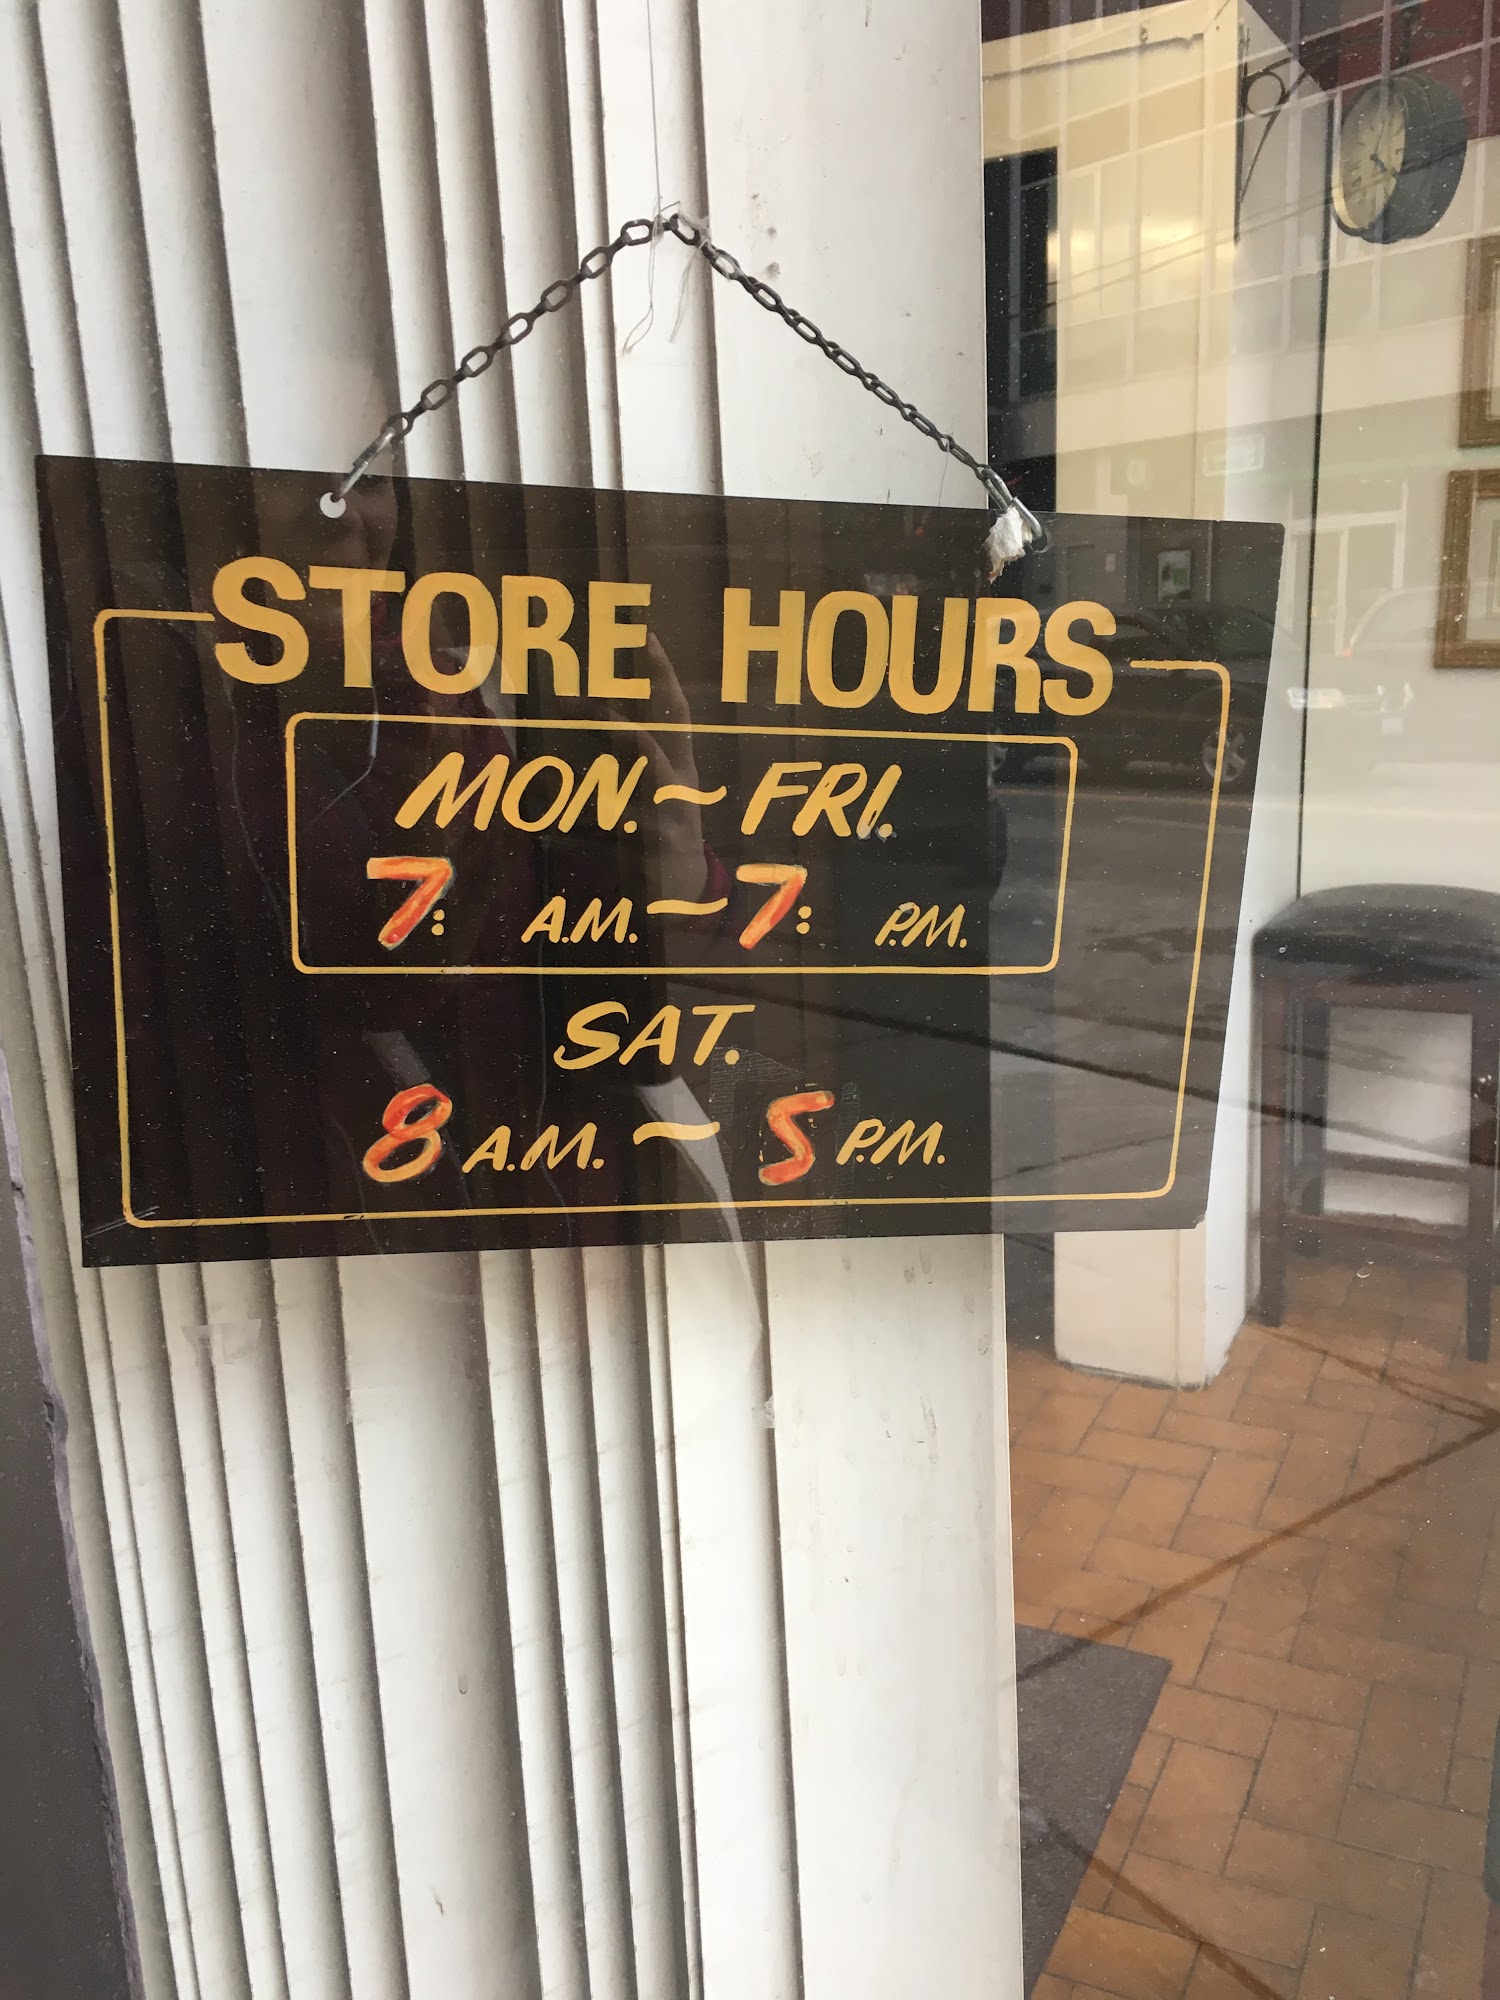 STORE HOURS
MON. ~ FRI.
7: A.M. ~ 7: P.M.
SAT.
8 A.M. ~ 5 P.M.